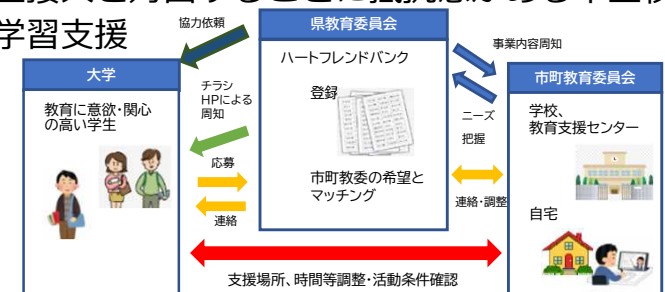 学習支援
協力依頼
県教育委員会
事業内容周知
大学
ハートフレンドバンク
市町教育委員会
教育に意欲・関心
の高い学生
チラシ
HPによる
周知
登録
ニーズ
把握
学校、
教育支援センター
応募
市町教委の希望と
マッチング
連絡・調整
連絡
自宅
支援場所、時間等調整・活動条件確認